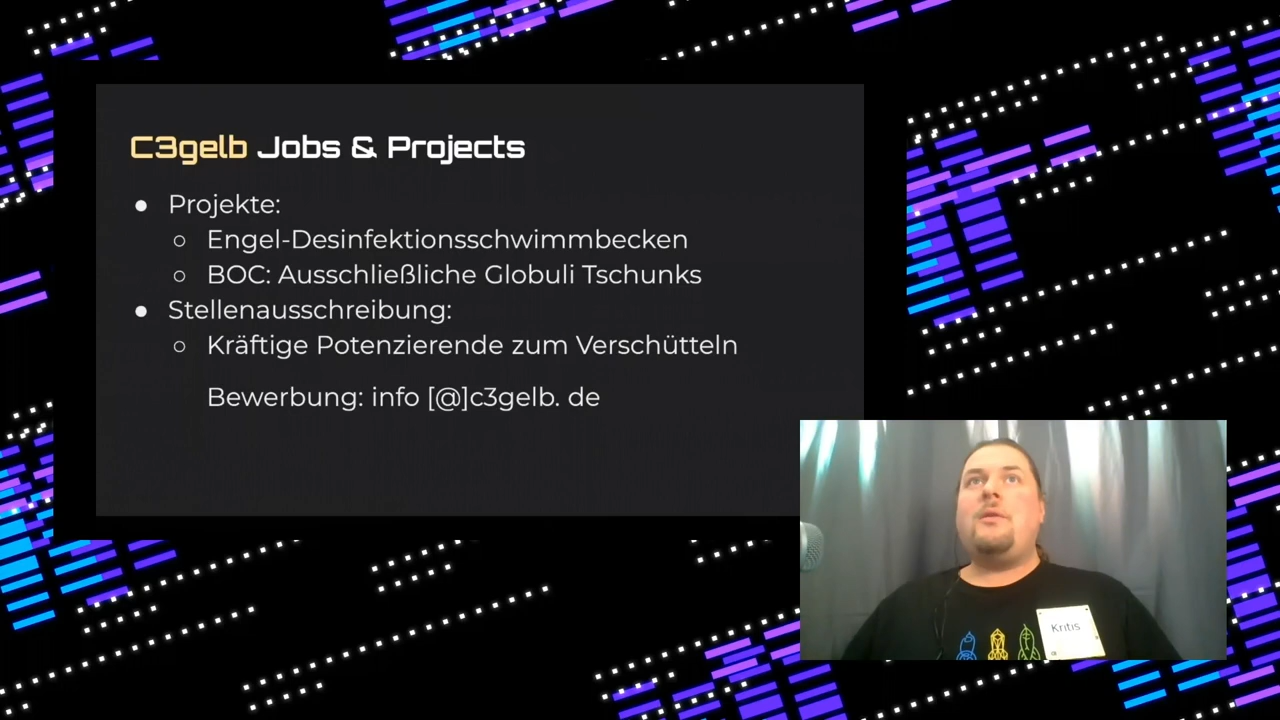 C3gelb Jobs & Projects
● Projekte:
○ Engel-Desinfektionsschwimmbecken
○ BOC: Ausschließliche Globuli Tschunks
● Stellenausschreibung:
○ Kräftige Potenzierende zum Verschütteln
Bewerbung: info [@]c3gelb. de
Kritis